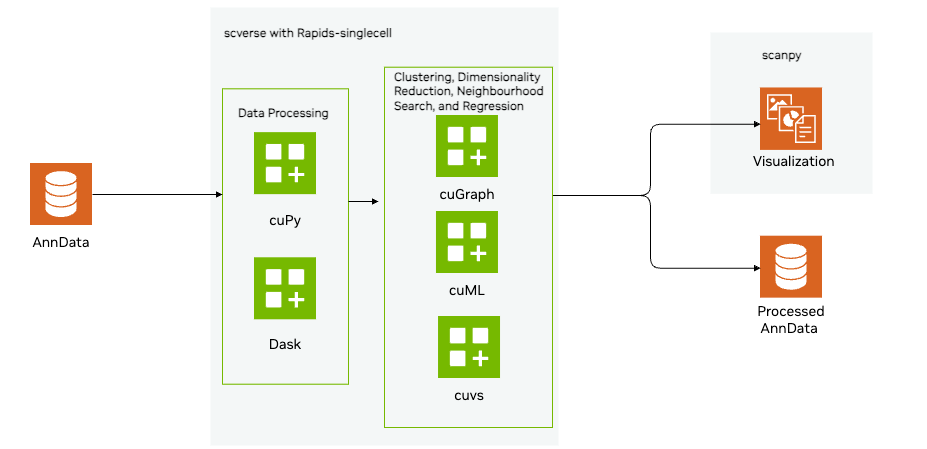 scverse with Rapids-singlecell
Clustering, Dimensionality
Reduction, Neighbourhood
Search, and Regression
Data Processing
cuPy
Dask
cuGraph
cuML
cuvs
AnnData
scanpy
Visualization
Processed
AnnData